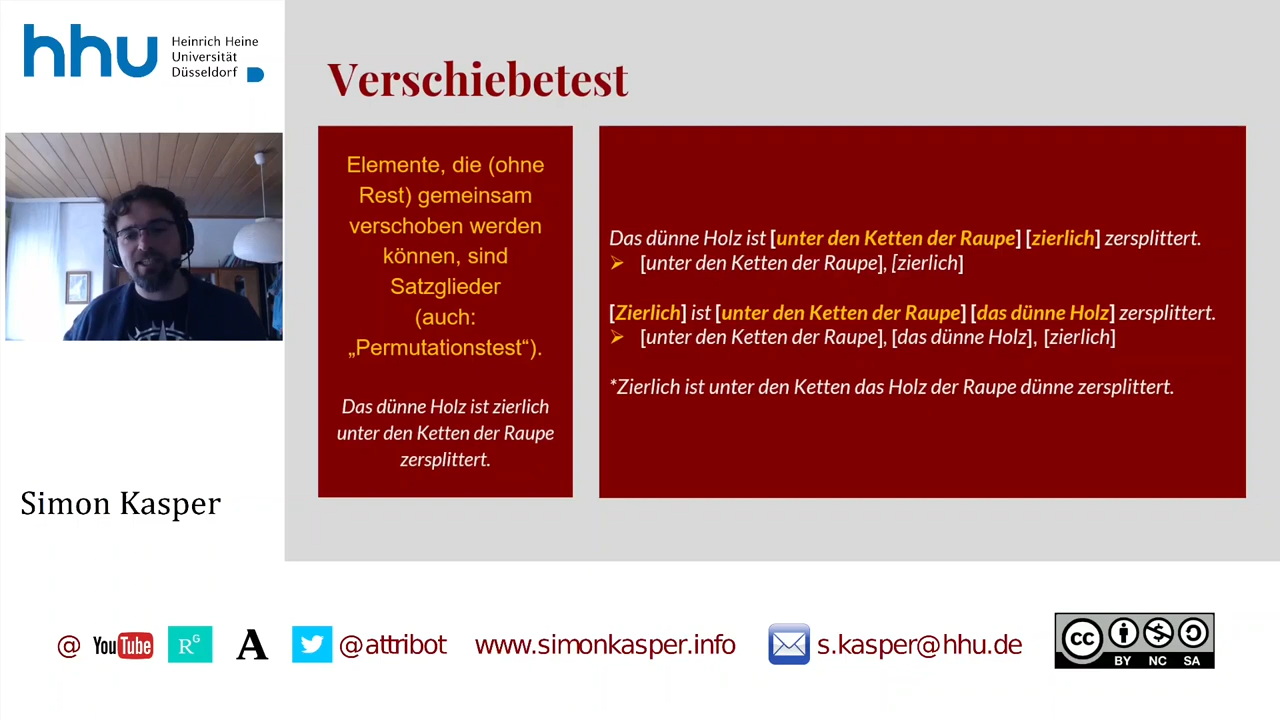 hhu Heinrich Heine
Universität
Düsseldorf
Verschiebetest
Elemente, die (ohne
Rest) gemeinsam
verschoben werden
können, sind
Satzglieder
(auch:
„Permutationstest“).
Das dünne Holz ist zierlich
unter den Ketten der Raupe
zersplittert.
Das dünne Holz ist [unter den Ketten der Raupe] [zierlich] zersplittert.
➢ [unter den Ketten der Raupe], [zierlich]
[Zierlich] ist [unter den Ketten der Raupe] [das dünne Holz] zersplittert.
➢ [unter den Ketten der Raupe], [das dünne Holz], [zierlich]
*Zierlich ist unter den Ketten das Holz der Raupe dünne zersplittert.
Simon Kasper
@ YouTube RG A @attribot www.simonkasper.info s.kasper@hhu.de cc BY NC SA